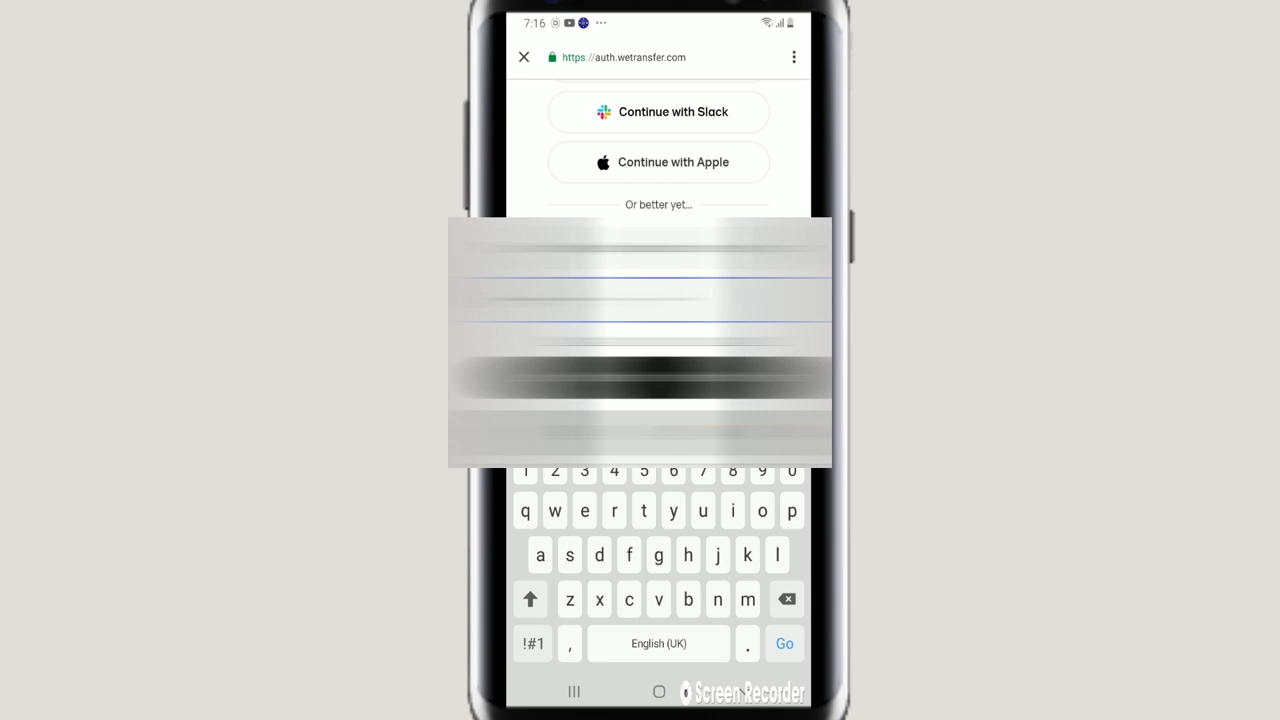 7:16
https://auth.wetransfer.com
Continue with Slack
Continue with Apple
Or better yet...
1 2 3 4 5 6 7 8 9 0
q w e r t y u i o p
a s d f g h j k l
z x c v b n m
!#1 , English (UK) . Go
Screen Recorder